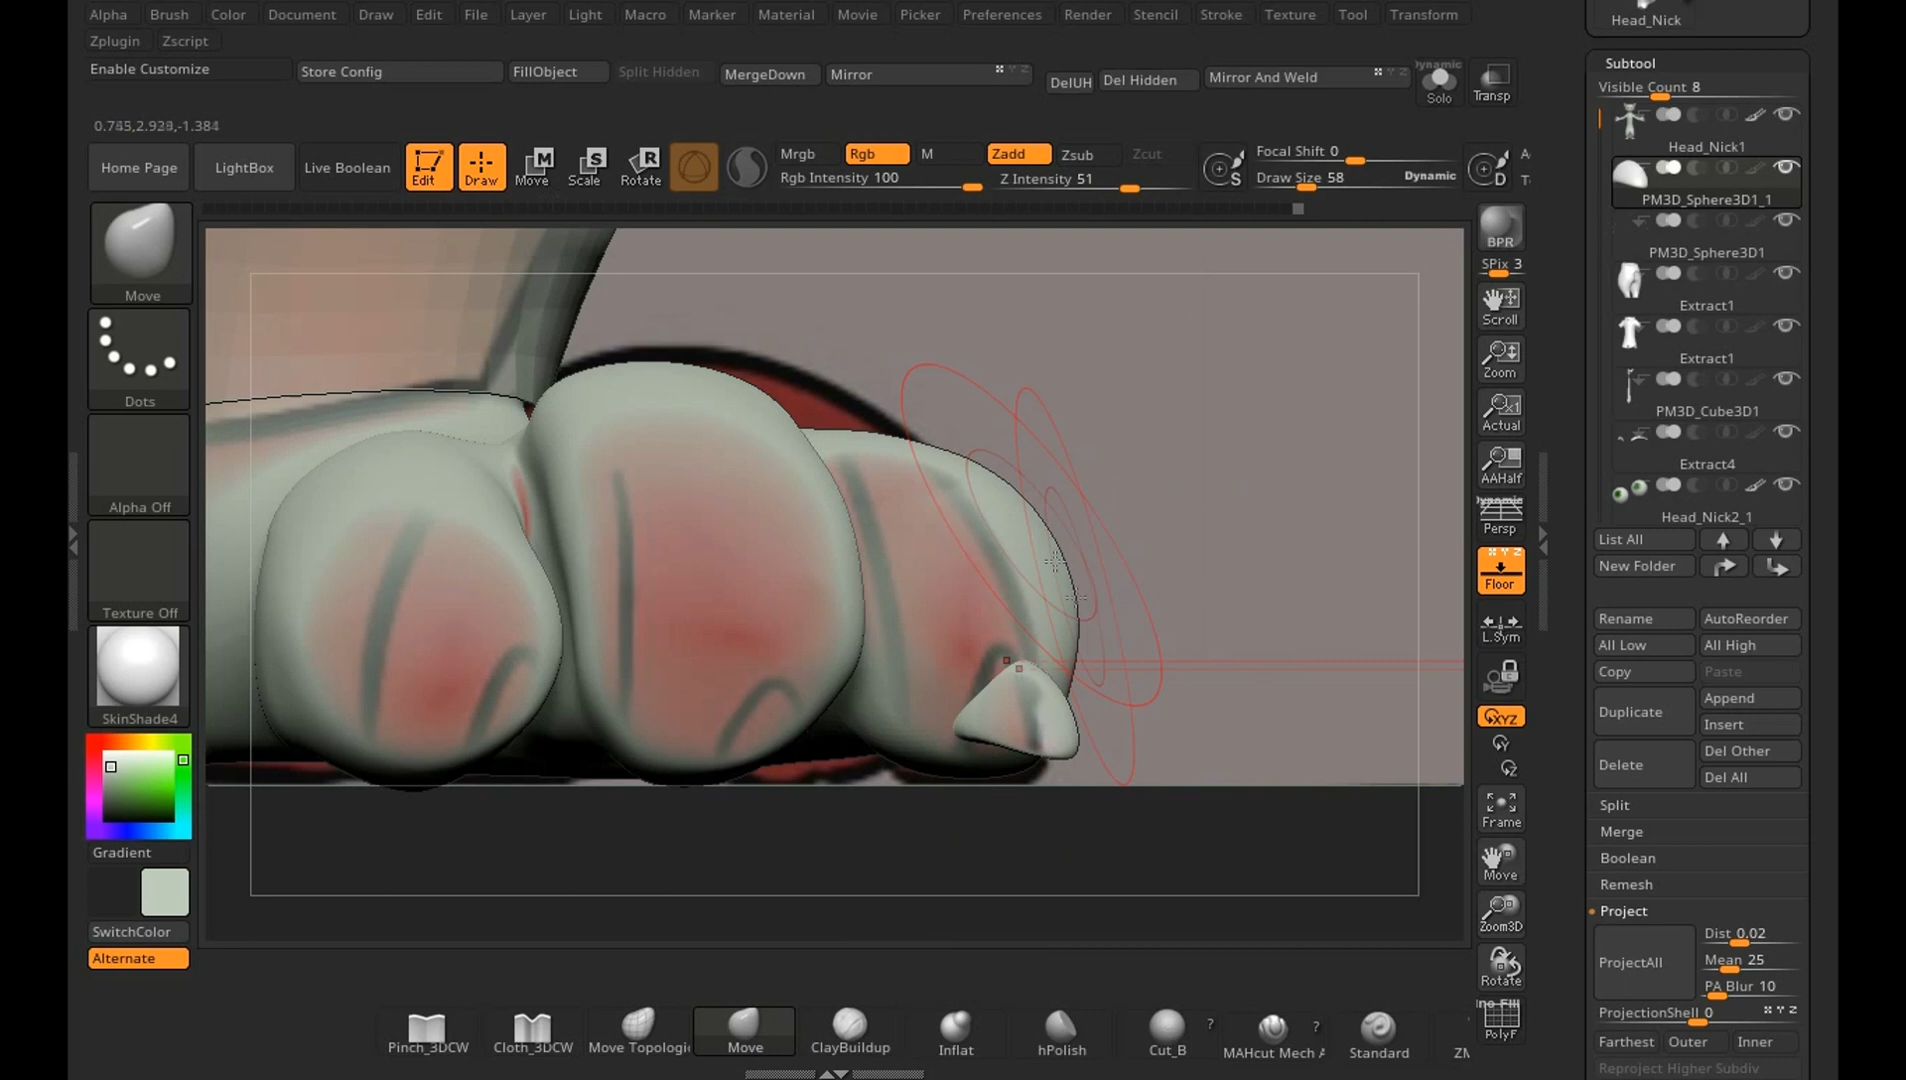 Alpha Brush Color Document Draw Edit File Layer Light Macro Marker Material Movie Picker Preferences Render Stencil Stroke Texture Tool Transform
Zplugin Zscript
Enable Customize Store Config FillObject Split Hidden MergeDown Mirror DelUH Del Hidden Mirror And Weld Dynamic Solo Transp
0.745,2.928,-1.384
Home Page LightBox Live Boolean Edit Draw Move Scale Rotate Mrgb Rgb M Zadd Zsub Zcut Focal Shift 0
Rgb Intensity 100 Z Intensity 51 Draw Size 58 Dynamic
Move
Dots
Alpha Off
Texture Off
SkinShade4
Gradient
SwitchColor
Alternate
BPR
SPix 3
Scroll
Zoom
Actual
AAHalf
Dynamic
Persp
Floor
L.Sym
XYZ
Y
Z
Frame
Move
Zoom3D
Rotate
PolyF
Head_Nick
Subtool
Visible Count 8
Head_Nick1
PM3D_Sphere3D1_1
PM3D_Sphere3D1
Extract1
Extract1
PM3D_Cube3D1
Extract4
Head_Nick2_1
List All
New Folder
Rename AutoReorder
All Low All High
Copy Paste
Duplicate Append
Insert
Delete Del Other
Del All
Split
Merge
Boolean
Remesh
Project
ProjectAll Dist 0.02
Mean 25
PA Blur 10
ProjectionShell 0
Farthest Outer Inner
Reproject Higher Subdiv
Pinch_3DCW Cloth_3DCW Move Topologi Move ClayBuildup Inflat hPolish Cut_B MAHcut Mech A Standard ZM